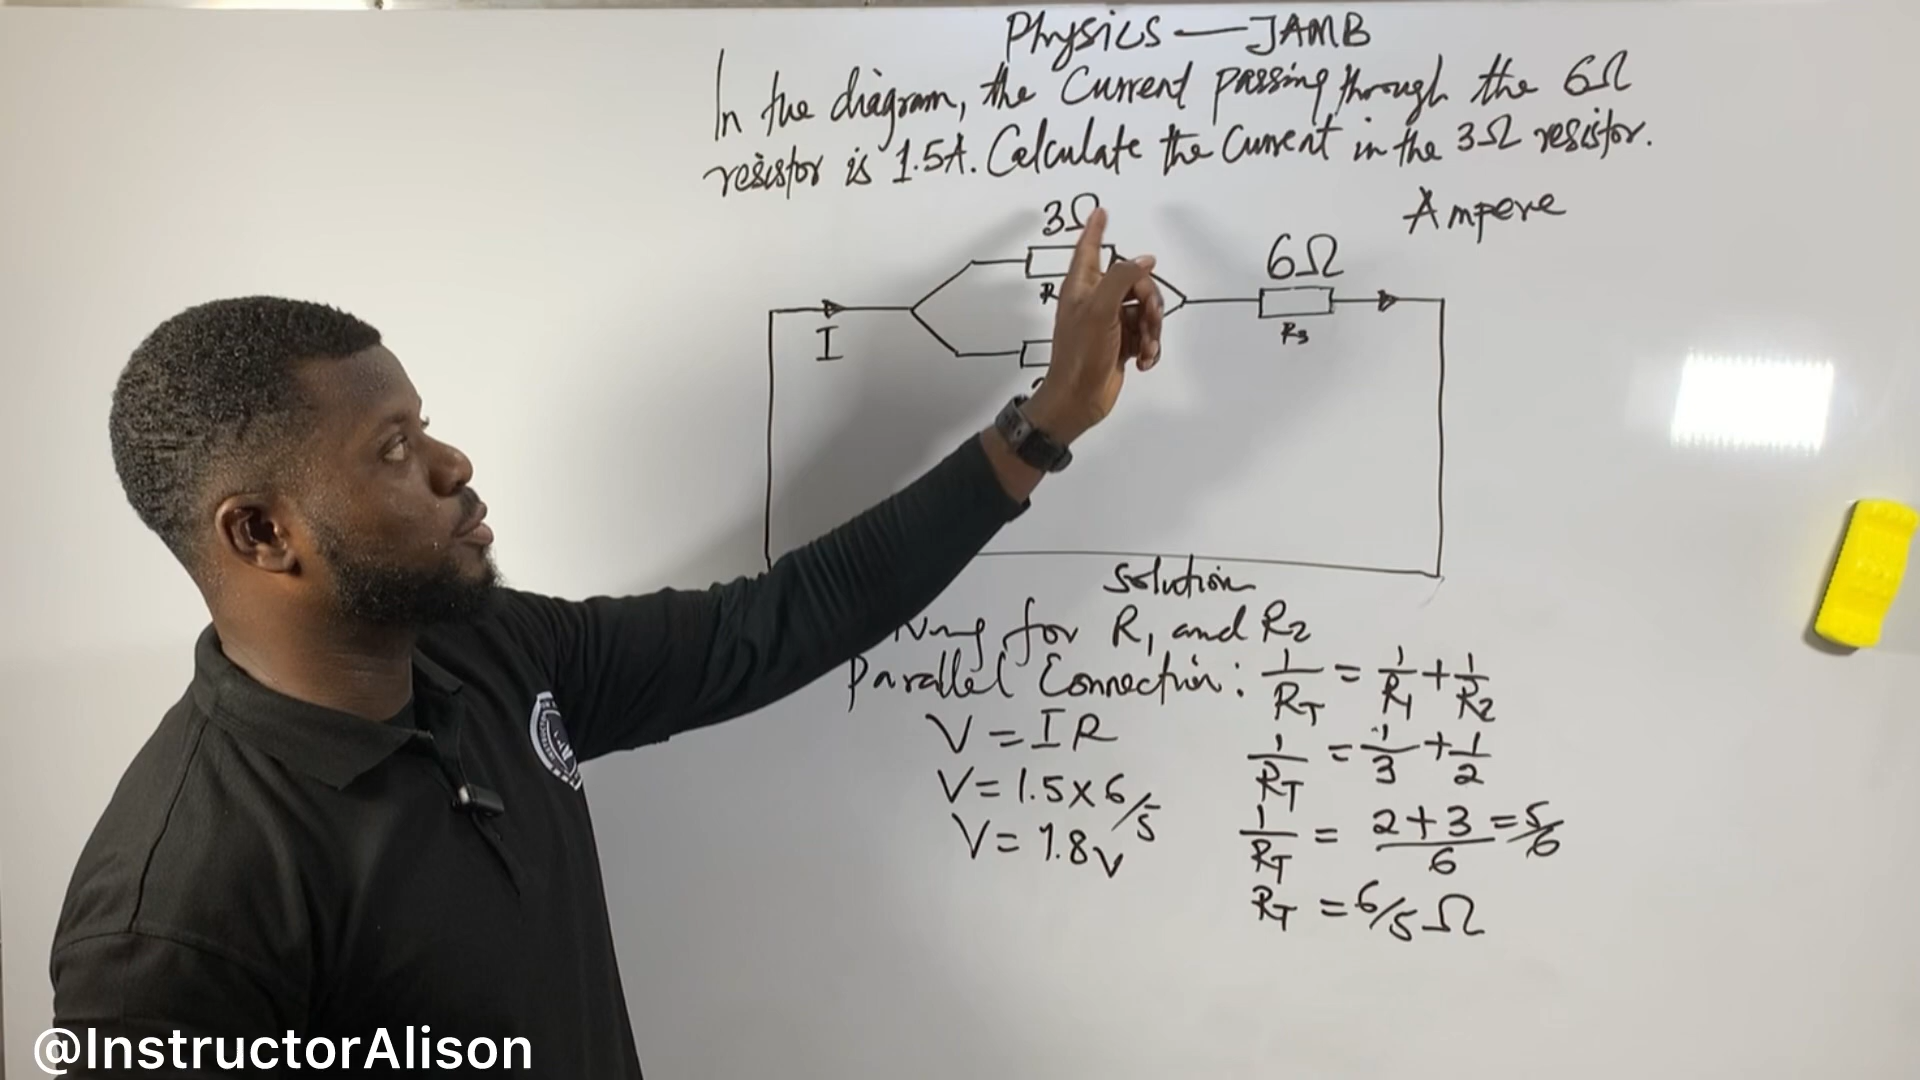 Physics — JAMB
In the diagram, the Current passing through the 6Ω
resistor is 1.5A. Calculate the Current in the 3Ω resistor.
Ampere
3Ω
6Ω
R
R3
I
Solution
for R1 and R2
Parallel Connection: 1/RT = 1/R1 + 1/R2
V = IR
1/RT = 1/3 + 1/2
V = 1.5 x 6/5
1/RT = 2+3/6 = 5/6
V = 1.8V
RT = 6/5 Ω
@InstructorAlison